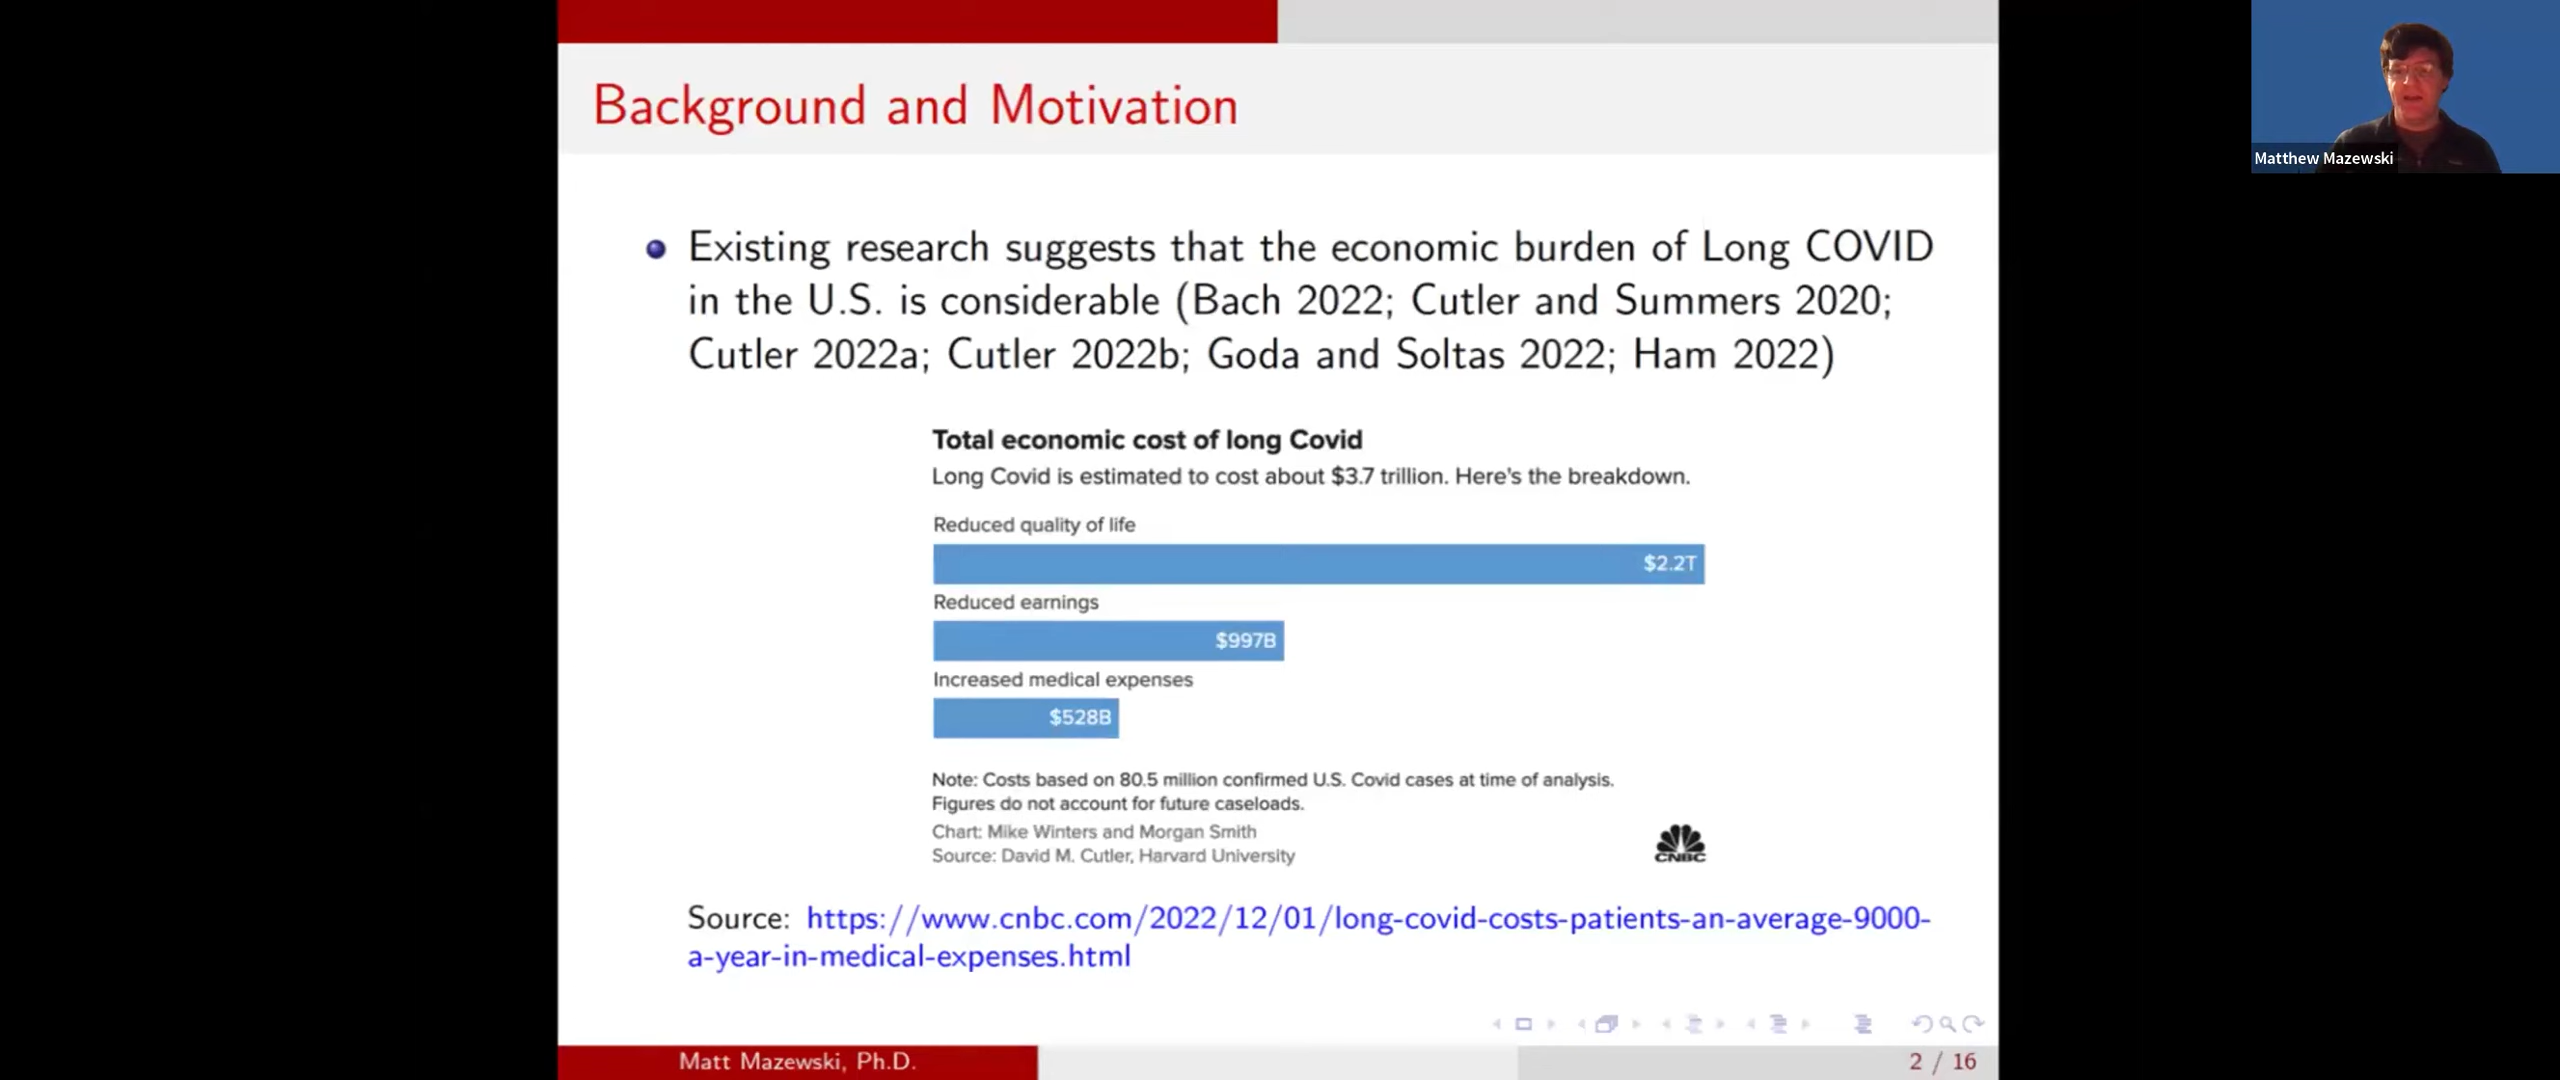 Background and Motivation
Matthew Mazewski
Existing research suggests that the economic burden of Long COVID
in the U.S. is considerable (Bach 2022; Cutler and Summers 2020;
Cutler 2022a; Cutler 2022b; Goda and Soltas 2022; Ham 2022)
Total economic cost of long Covid
Long Covid is estimated to cost about $3.7 trillion. Here's the breakdown.
Reduced quality of life
$2.2T
Reduced earnings
$997B
Increased medical expenses
$528B
Note: Costs based on 80.5 million confirmed U.S. Covid cases at time of analysis.
Figures do not account for future caseloads.
Chart: Mike Winters and Morgan Smith
Source: David M. Cutler, Harvard University
CNBC
Source: https://www.cnbc.com/2022/12/01/long-covid-costs-patients-an-average-9000-
a-year-in-medical-expenses.html
Matt Mazewski, Ph.D.
2 / 16